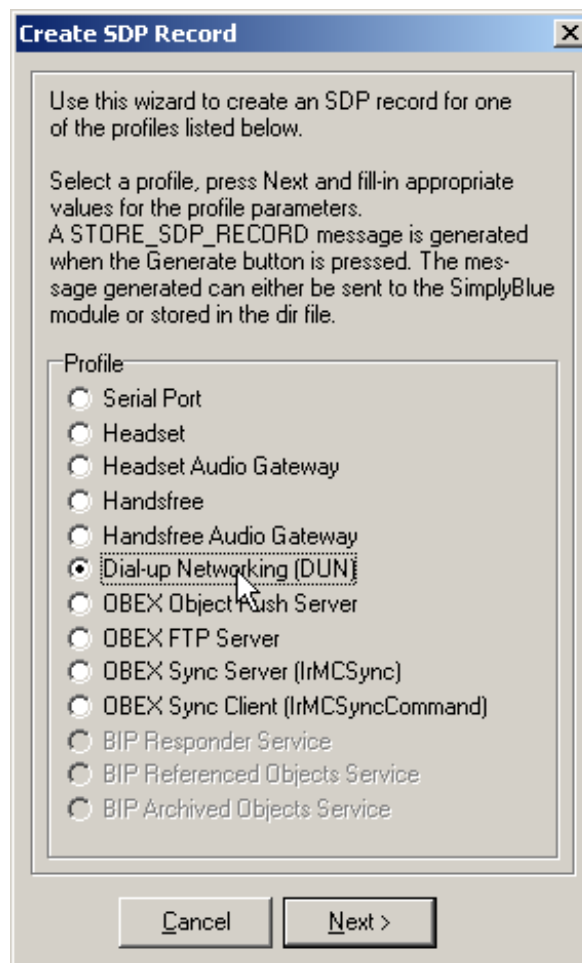 Create SDP Record
Use this wizard to create an SDP record for one
of the profiles listed below.
Select a profile, press Next and fill-in appropriate
values for the profile parameters.
A STORE_SDP_RECORD message is generated
when the Generate button is pressed. The mes-
sage generated can either be sent to the SimplyBlue
module or stored in the dir file.
Profile
Serial Port
Headset
Headset Audio Gateway
Handsfree
Handsfree Audio Gateway
Dial-up Networking (DUN)
OBEX Object Push Server
OBEX FTP Server
OBEX Sync Server (IrMCSync)
OBEX Sync Client (IrMCSyncCommand)
BIP Responder Service
BIP Referenced Objects Service
BIP Archived Objects Service
Cancel
Next >